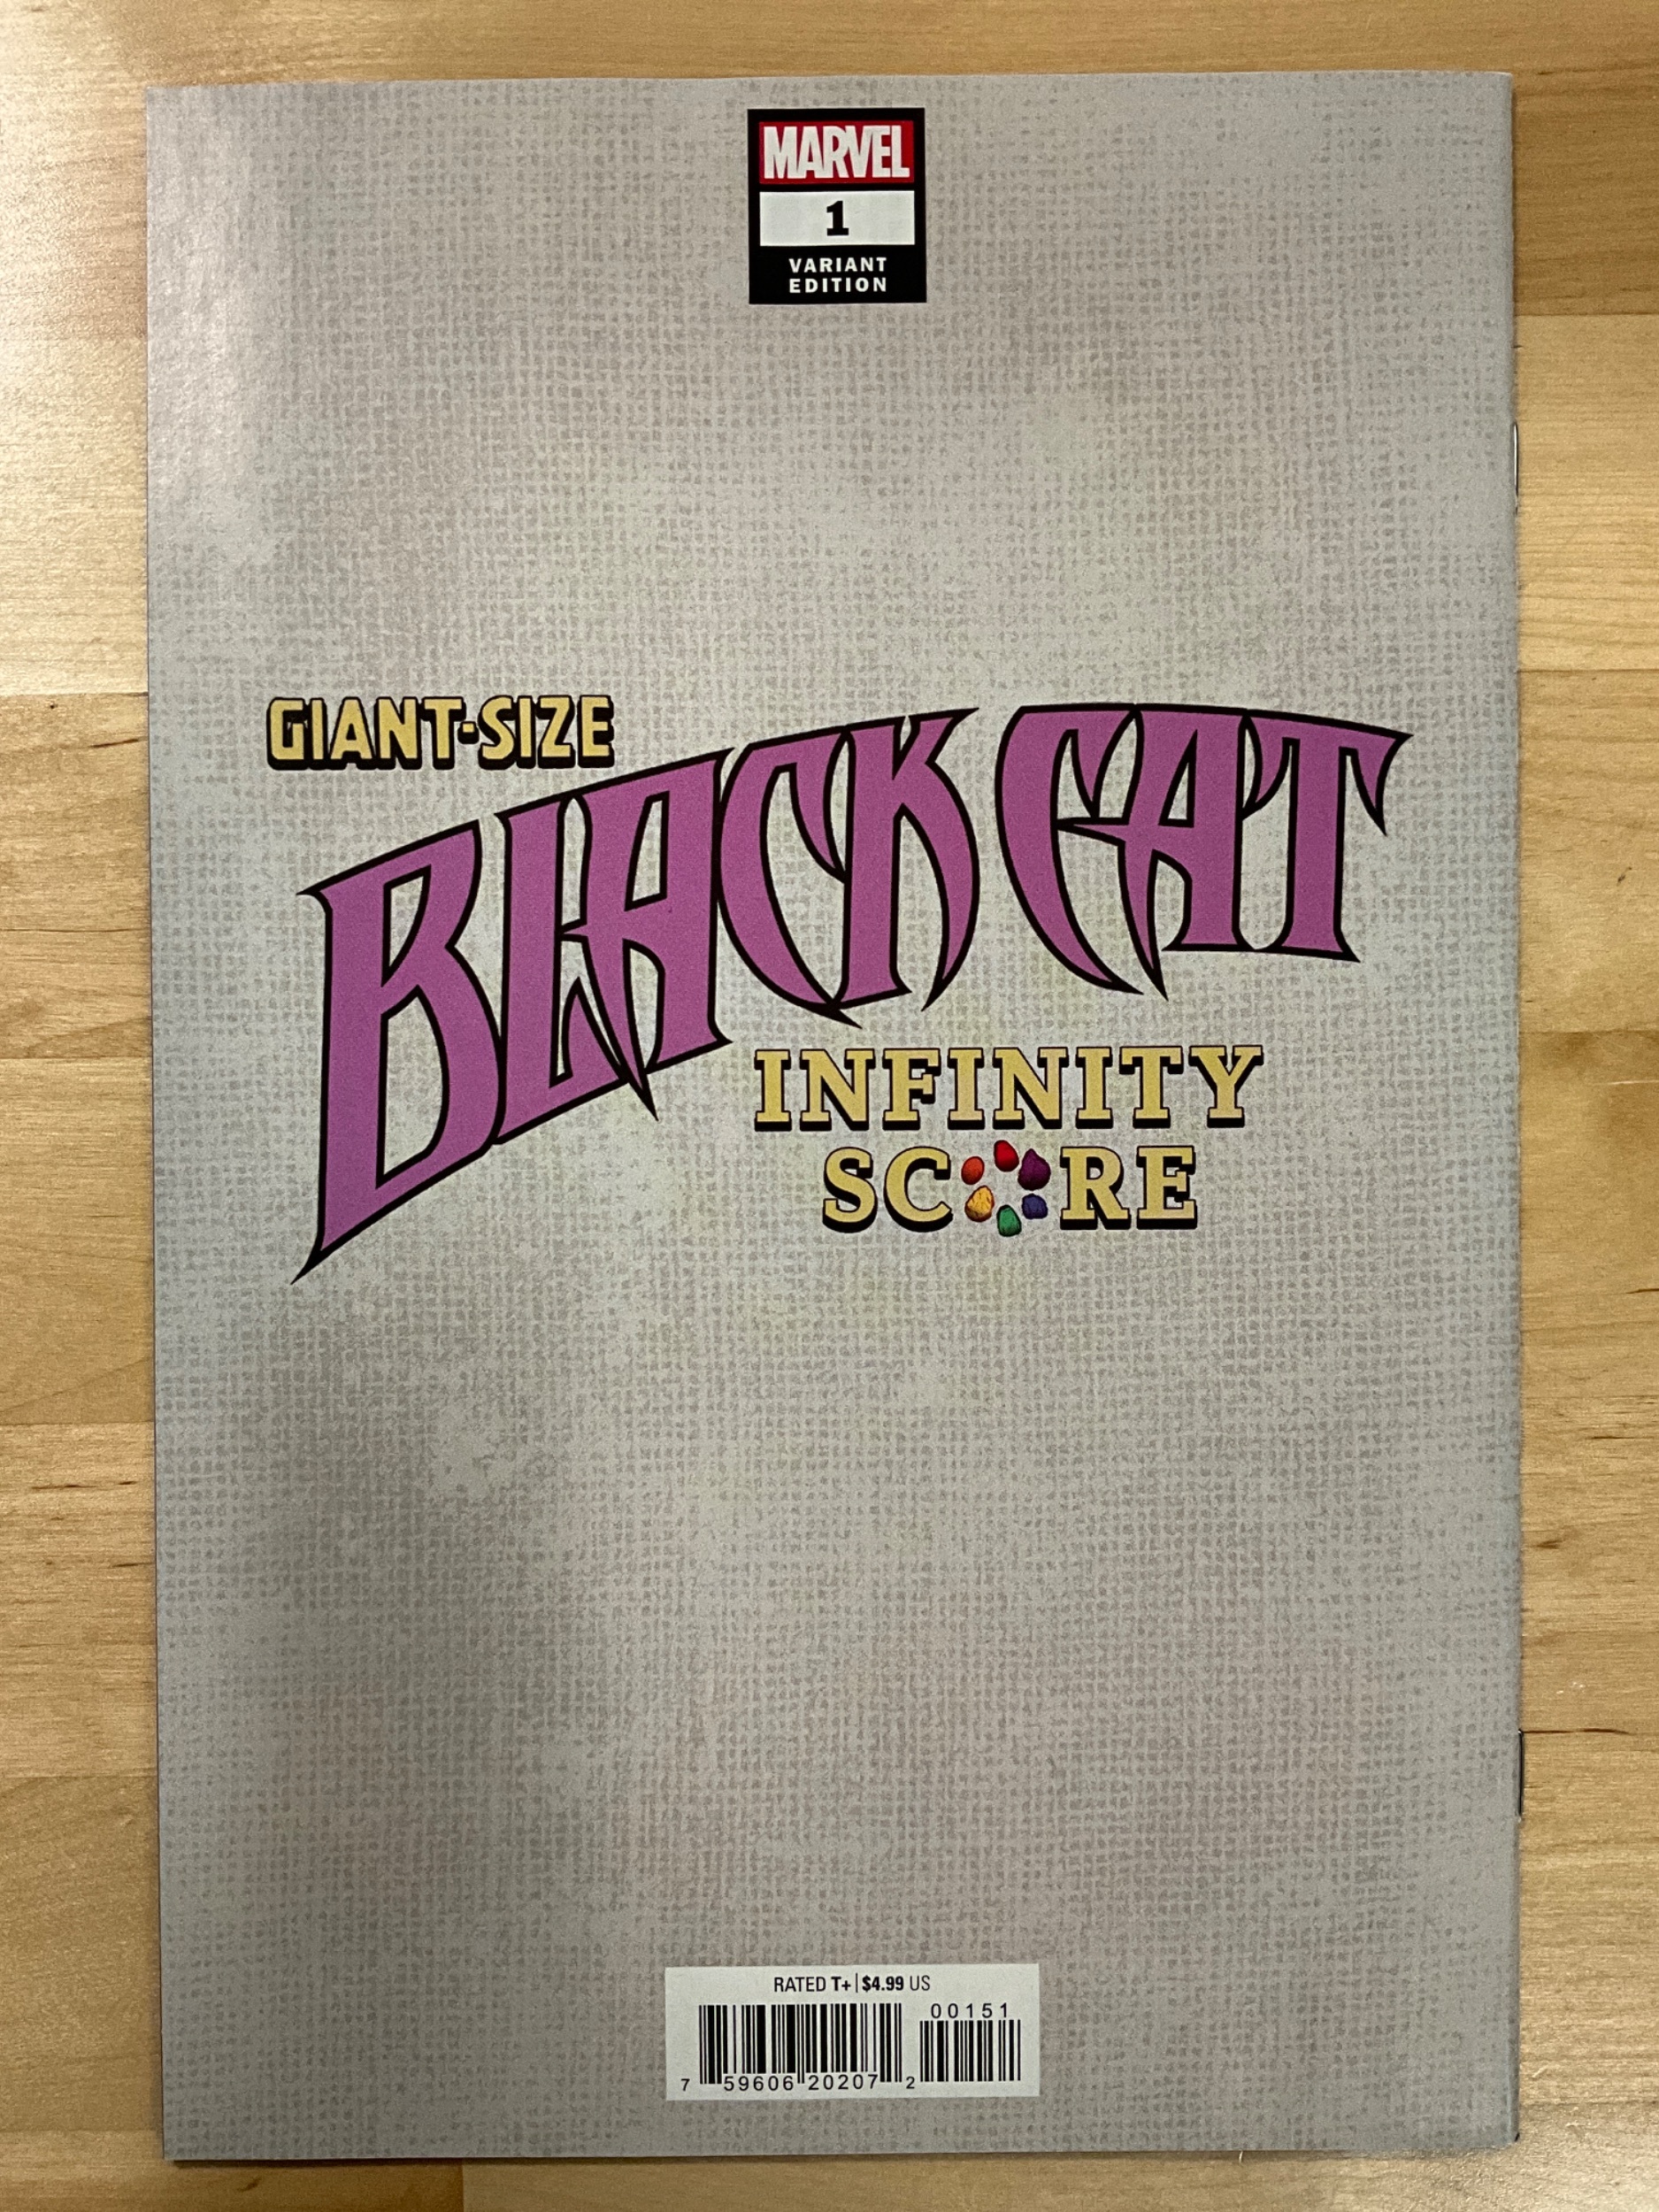 MARVEL
1
VARIANT
EDITION
GIANT-SIZE
BLACK CAT
INFINITY
SCORE
RATED T+ | $4.99 US
00151
7 59606 20207 2